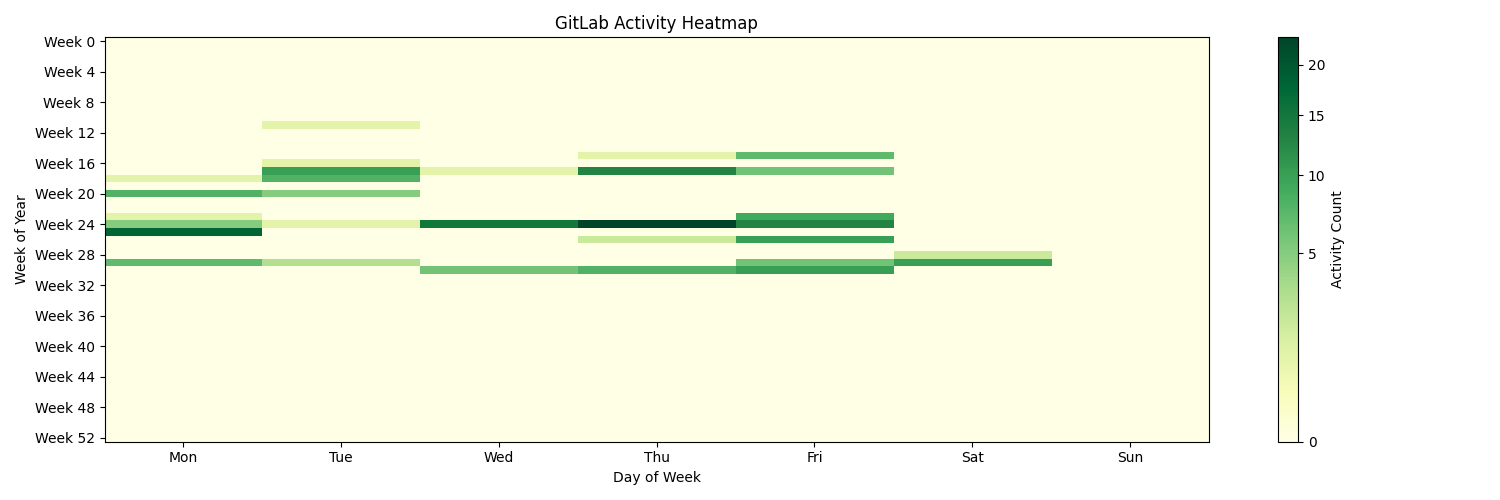 GitLab Activity Heatmap
Week 0
Week 4
Week 8
Week 12
Week 16
Week 20
Week 24
Week 28
Week 32
Week 36
Week 40
Week 44
Week 48
Week 52
Week of Year
Mon Tue Wed Thu Fri Sat Sun
Day of Week
20
15
10
5
0
Activity Count